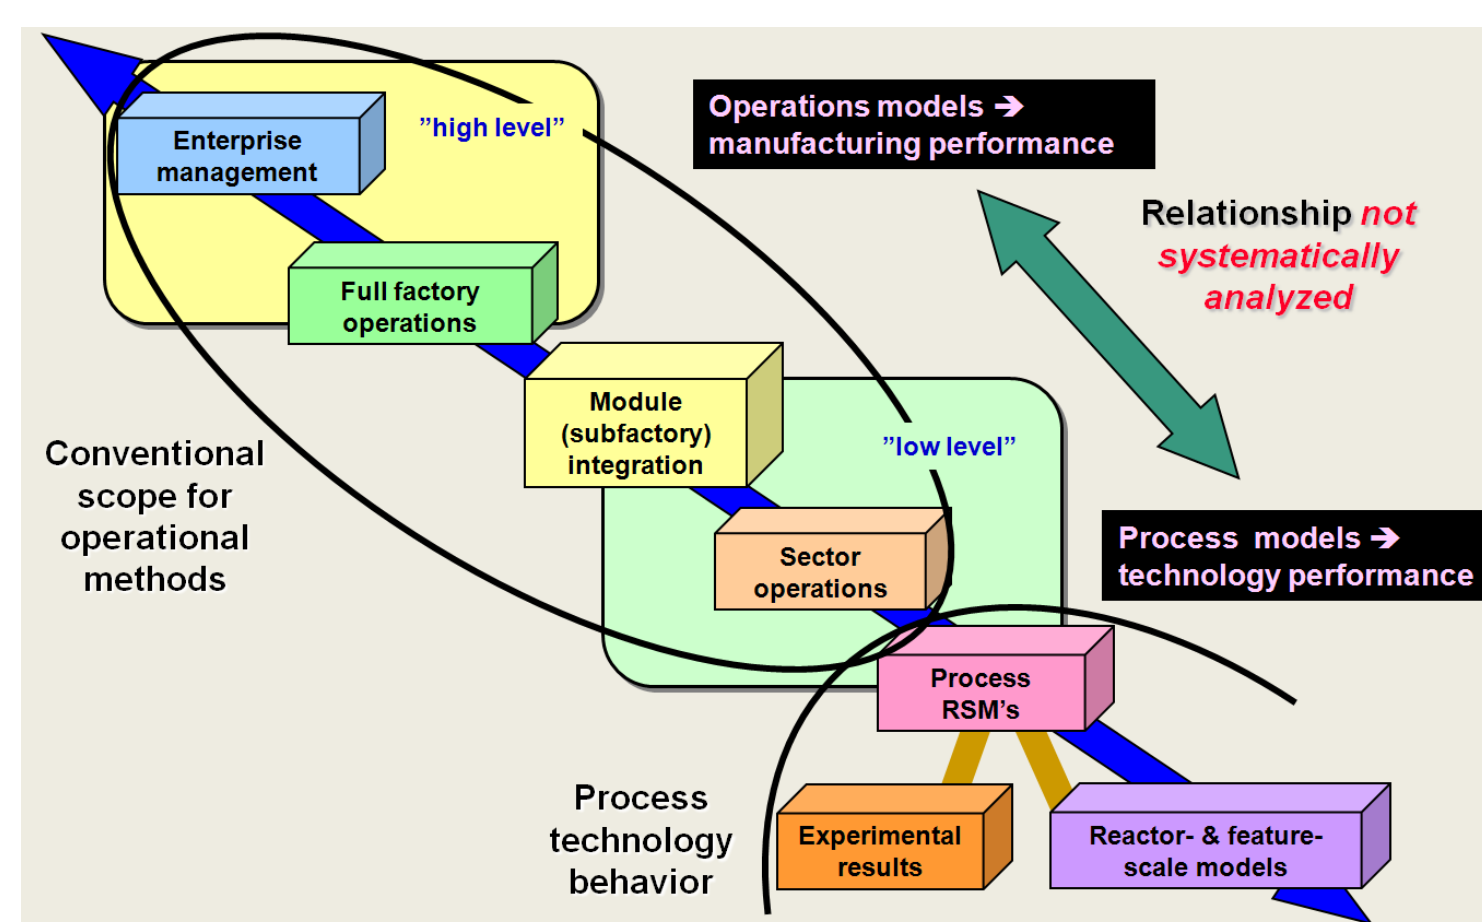 Enterprise
management
”high level”
Operations models ➔
manufacturing performance
Relationship not
systematically
analyzed
Full factory
operations
Module
(subfactory)
integration
”low level”
Conventional
scope for
operational
methods
Sector
operations
Process models ➔
technology performance
Process
RSM’s
Process
technology
behavior
Experimental
results
Reactor- & feature-
scale models